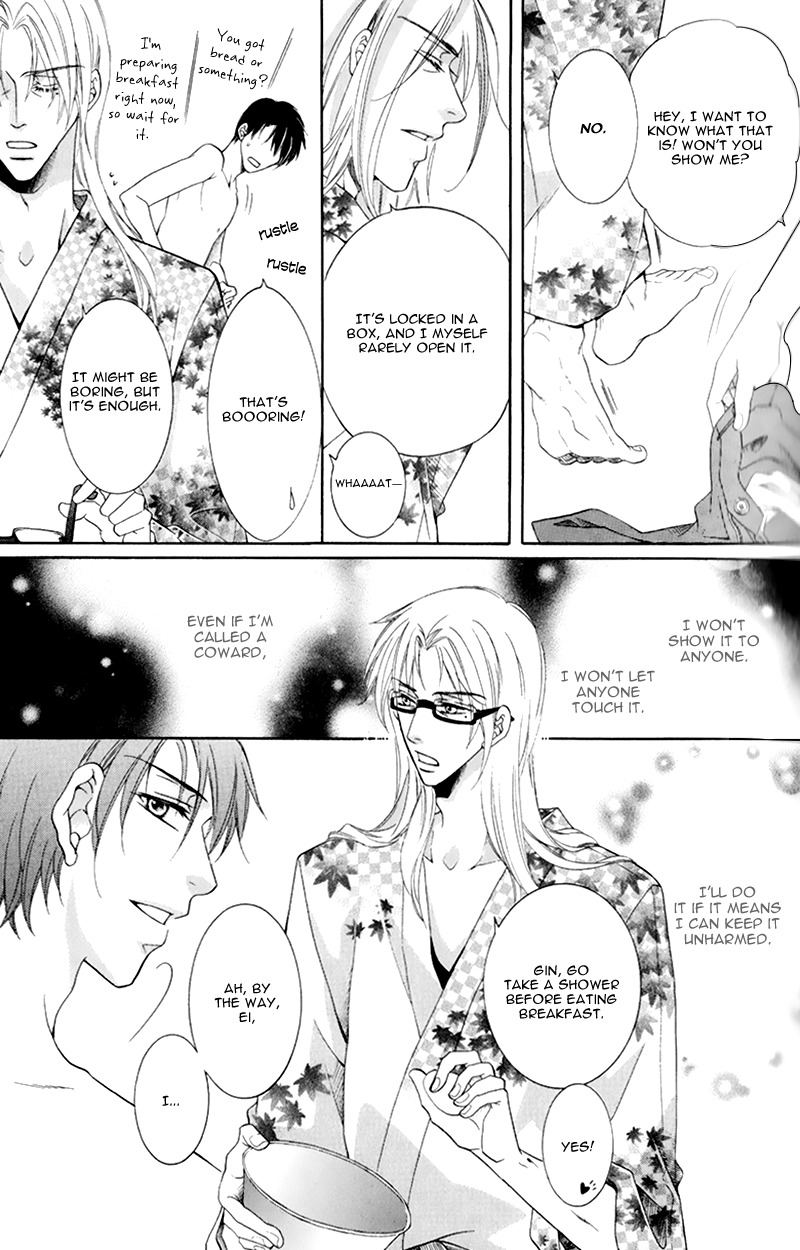 HEY, I WANT TO
KNOW WHAT THAT
IS! WON'T YOU
SHOW ME?
NO.
IT'S LOCKED IN A
BOX, AND I MYSELF
RARELY OPEN IT.
WHAAAAT—
You got
bread or
something?
I'm
preparing
breakfast
right now,
so wait for
it.
rustle
rustle
THAT'S
BOOORING!
IT MIGHT BE
BORING, BUT
IT'S ENOUGH.
I WON'T
SHOW IT TO
ANYONE.
I WON'T LET
ANYONE
TOUCH IT.
EVEN IF I'M
CALLED A
COWARD,
I'LL DO
IT IF IT MEANS
I CAN KEEP IT
UNHARMED.
GIN, GO
TAKE A SHOWER
BEFORE EATING
BREAKFAST.
YES!
AH, BY
THE WAY,
EI,
I...